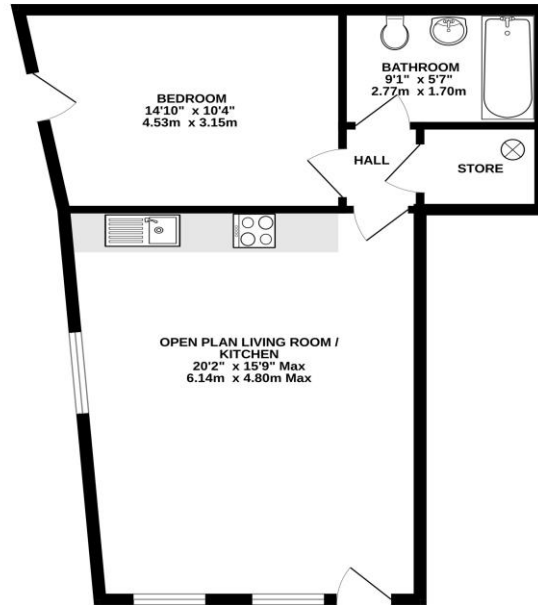 BEDROOM
14'10" x 10'4"
4.53m x 3.15m
BATHROOM
9'1" x 5'7"
2.77m x 1.70m
HALL
STORE
OPEN PLAN LIVING ROOM /
KITCHEN
20'2" x 15'9" Max
6.14m x 4.80m Max